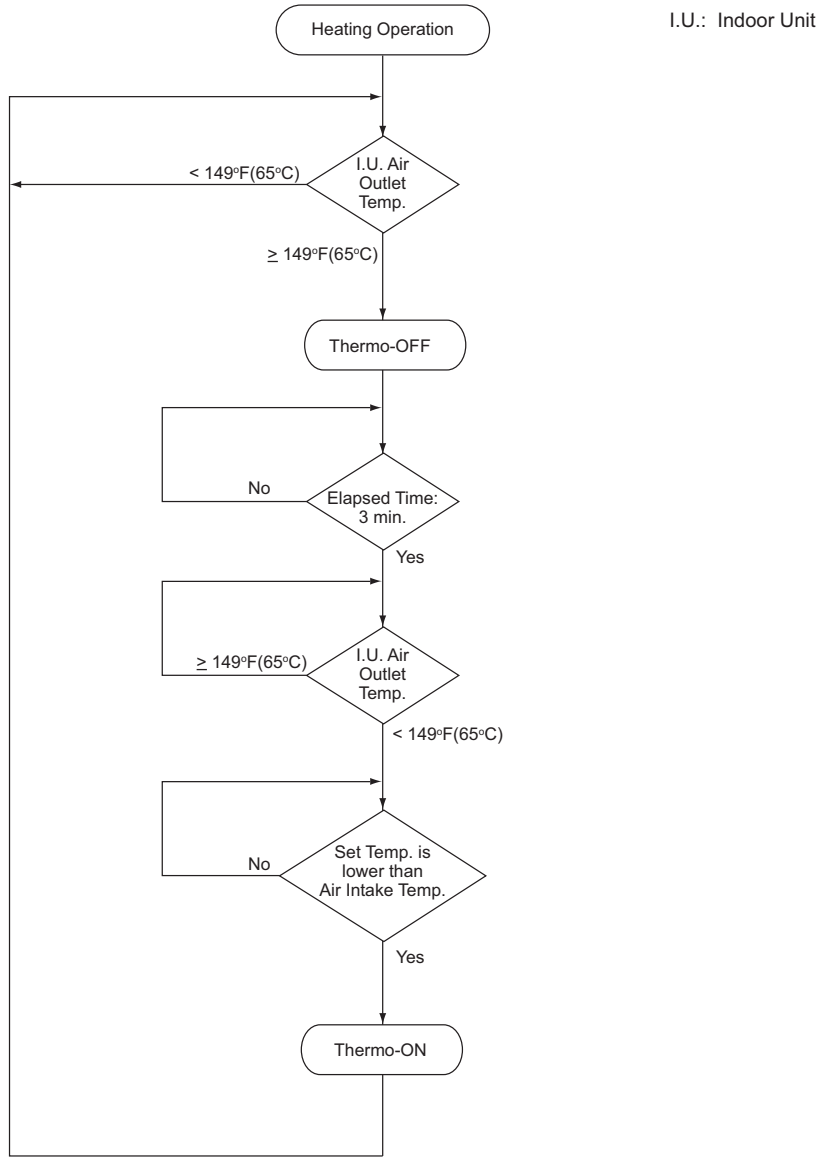 Heating Operation
I.U.: Indoor Unit
< 149°F(65°C)
I.U. Air
Outlet
Temp.
≥ 149°F(65°C)
Thermo-OFF
No
Elapsed Time:
3 min.
Yes
≥ 149°F(65°C)
I.U. Air
Outlet
Temp.
< 149°F(65°C)
No
Set Temp. is
lower than
Air Intake Temp.
Yes
Thermo-ON